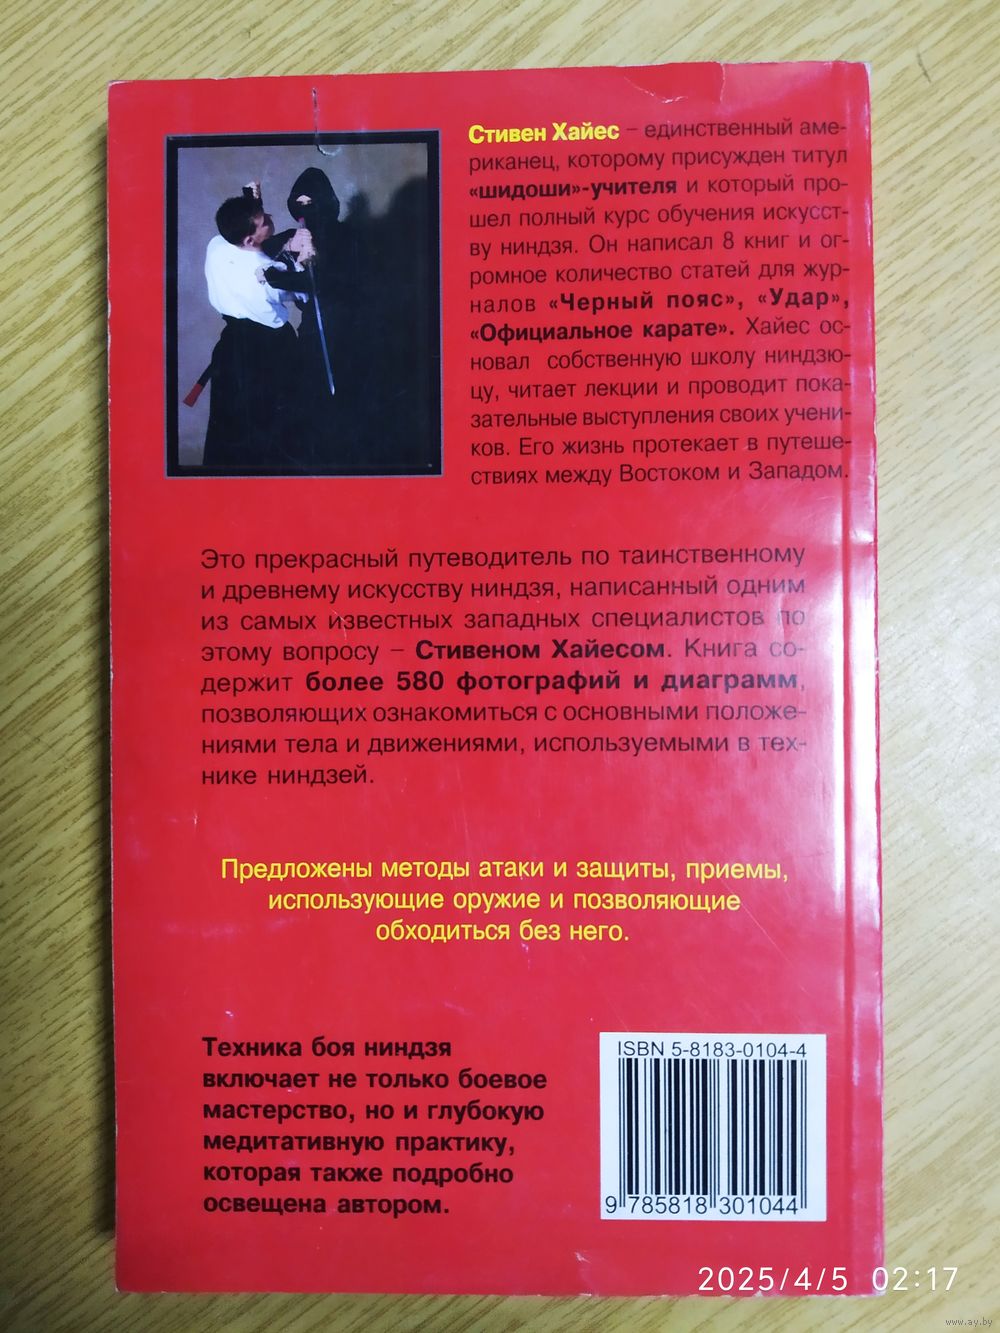 Стивен Хайес – единственный аме-
риканец, которому присужден титул
«шидоши»-учителя и который про-
шел полный курс обучения искусст-
ву ниндзя. Он написал 8 книг и ог-
ромное количество статей для жур-
налов «Черный пояс», «Удар»,
«Официальное карате». Хайес ос-
новал собственную школу ниндзю-
цу, читает лекции и проводит пока-
зательные выступления своих учени-
ков. Его жизнь протекает в путеше-
ствиях между Востоком и Западом.
Это прекрасный путеводитель по таинственному
и древнему искусству ниндзя, написанный одним
из самых известных западных специалистов по
этому вопросу – Стивеном Хайесом. Книга со-
держит более 580 фотографий и диаграмм,
позволяющих ознакомиться с основными положе-
ниями тела и движениями, используемыми в тех-
нике ниндзей.
Предложены методы атаки и защиты, приемы,
использующие оружие и позволяющие
обходиться без него.
Техника боя ниндзя
включает не только боевое
мастерство, но и глубокую
медитативную практику,
которая также подробно
освещена автором.
ISBN 5-8183-0104-4
9 785818 301044
2025/4/5 02:17
www.ay.by